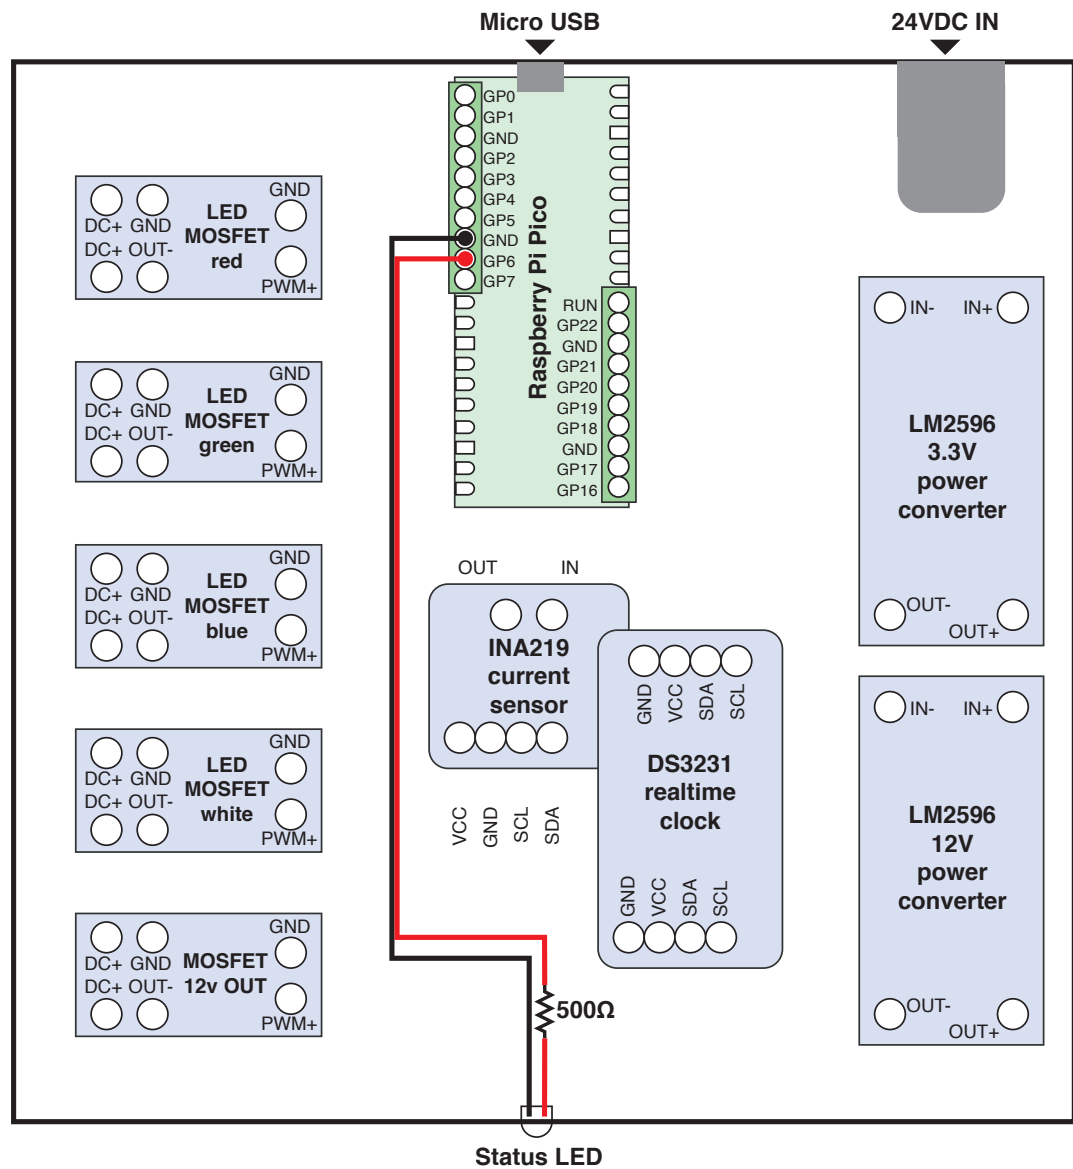 Micro USB
24VDC IN
GP0
GP1
GND
GP2
GP3
GP4
GP5
GND
GP6
GP7
Raspberry Pi Pico
RUN
GP22
GND
GP21
GP20
GP19
GP18
GND
GP17
GP16
DC+ GND
DC+ OUT-
LED
MOSFET
red
GND
PWM+
DC+ GND
DC+ OUT-
LED
MOSFET
green
GND
PWM+
DC+ GND
DC+ OUT-
LED
MOSFET
blue
GND
PWM+
DC+ GND
DC+ OUT-
LED
MOSFET
white
GND
PWM+
DC+ GND
DC+ OUT-
MOSFET
12v OUT
GND
PWM+
OUT IN
INA219
current
sensor
VCC
GND
SCL
SDA
GND
VCC
SDA
SCL
DS3231
realtime
clock
GND
VCC
SDA
SCL
IN- IN+
LM2596
3.3V
power
converter
OUT-
OUT+
IN- IN+
LM2596
12V
power
converter
OUT-
OUT+
500Ω
Status LED